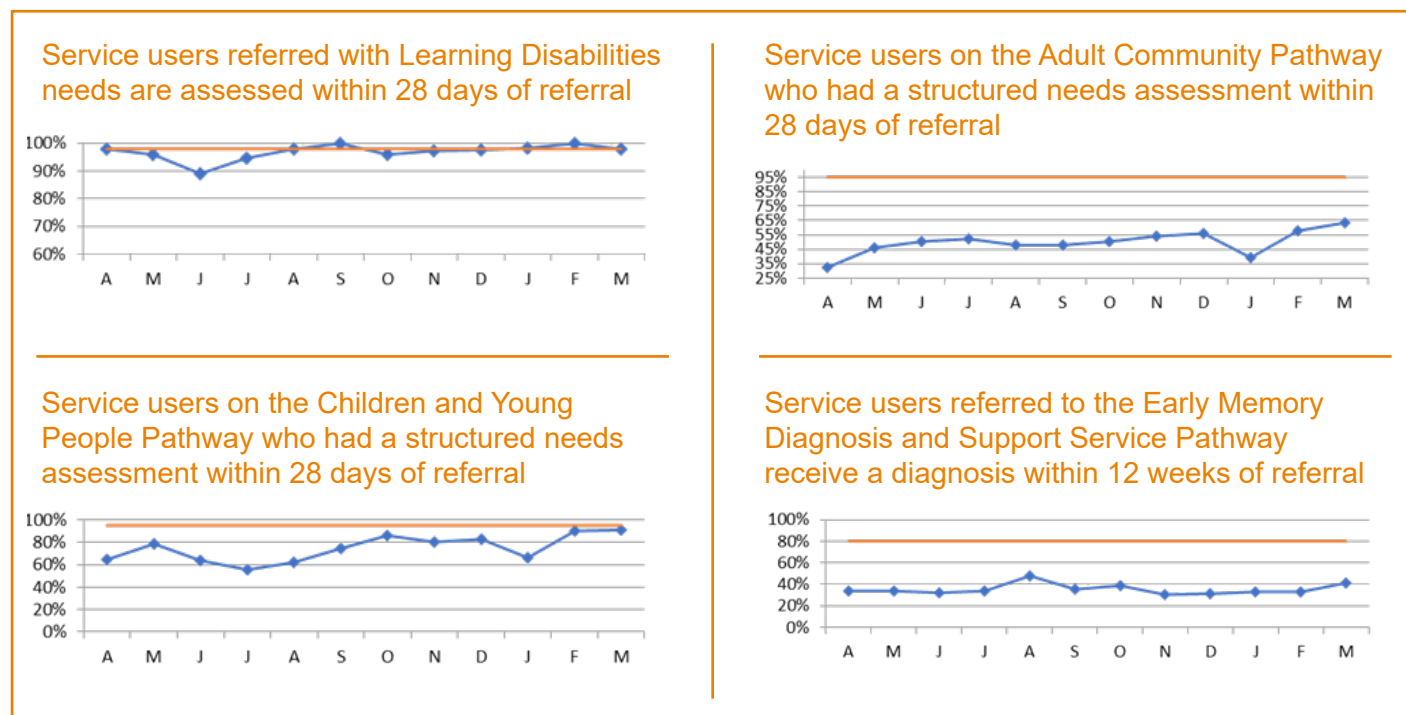 Service users referred with Learning Disabilities
needs are assessed within 28 days of referral
100%
90%
80%
70%
60%
A M J J A S O N D J F M
Service users on the Adult Community Pathway
who had a structured needs assessment within
28 days of referral
95%
85%
75%
65%
55%
45%
35%
25%
A M J J A S O N D J F M
Service users on the Children and Young
People Pathway who had a structured needs
assessment within 28 days of referral
100%
80%
60%
40%
20%
0%
A M J J A S O N D J F M
Service users referred to the Early Memory
Diagnosis and Support Service Pathway
receive a diagnosis within 12 weeks of referral
100%
80%
60%
40%
20%
0%
A M J J A S O N D J F M